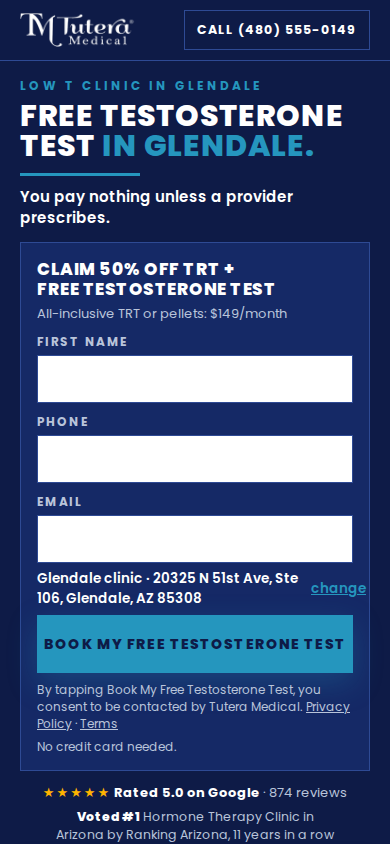 Tutera®
Medical
CALL (480) 555-0149
LOW T CLINIC IN GLENDALE
FREE TESTOSTERONE
TEST IN GLENDALE.
You pay nothing unless a provider
prescribes.
CLAIM 50% OFF TRT +
FREE TESTOSTERONE TEST
All-inclusive TRT or pellets: $149/month
FIRST NAME
PHONE
EMAIL
Glendale clinic · 20325 N 51st Ave, Ste
106, Glendale, AZ 85308
change
BOOK MY FREE TESTOSTERONE TEST
By tapping Book My Free Testosterone Test, you
consent to be contacted by Tutera Medical. Privacy
Policy · Terms
No credit card needed.
★★★★★ Rated 5.0 on Google · 874 reviews
Voted #1 Hormone Therapy Clinic in
Arizona by Ranking Arizona, 11 years in a row